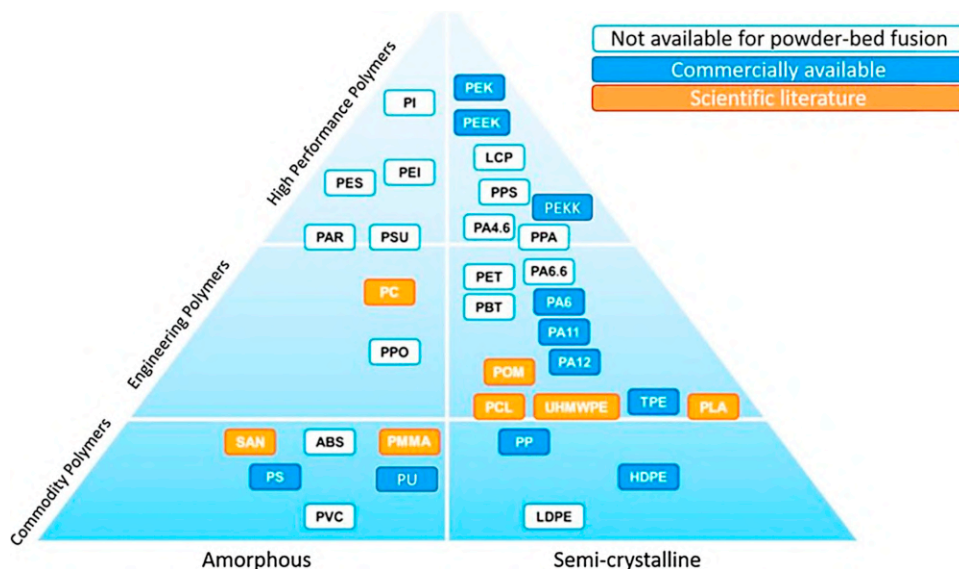 Not available for powder-bed fusion
Commercially available
Scientific literature
High Performance Polymers
PI
PEK
PEEK
LCP
PES
PEI
PPS
PEKK
PAR
PSU
PA4.6
PPA
Engineering Polymers
PC
PET
PA6.6
PBT
PA6
PA11
PPO
PA12
POM
PCL
UHMWPE
TPE
PLA
Commodity Polymers
SAN
ABS
PMMA
PP
PS
PU
HDPE
PVC
LDPE
Amorphous
Semi-crystalline